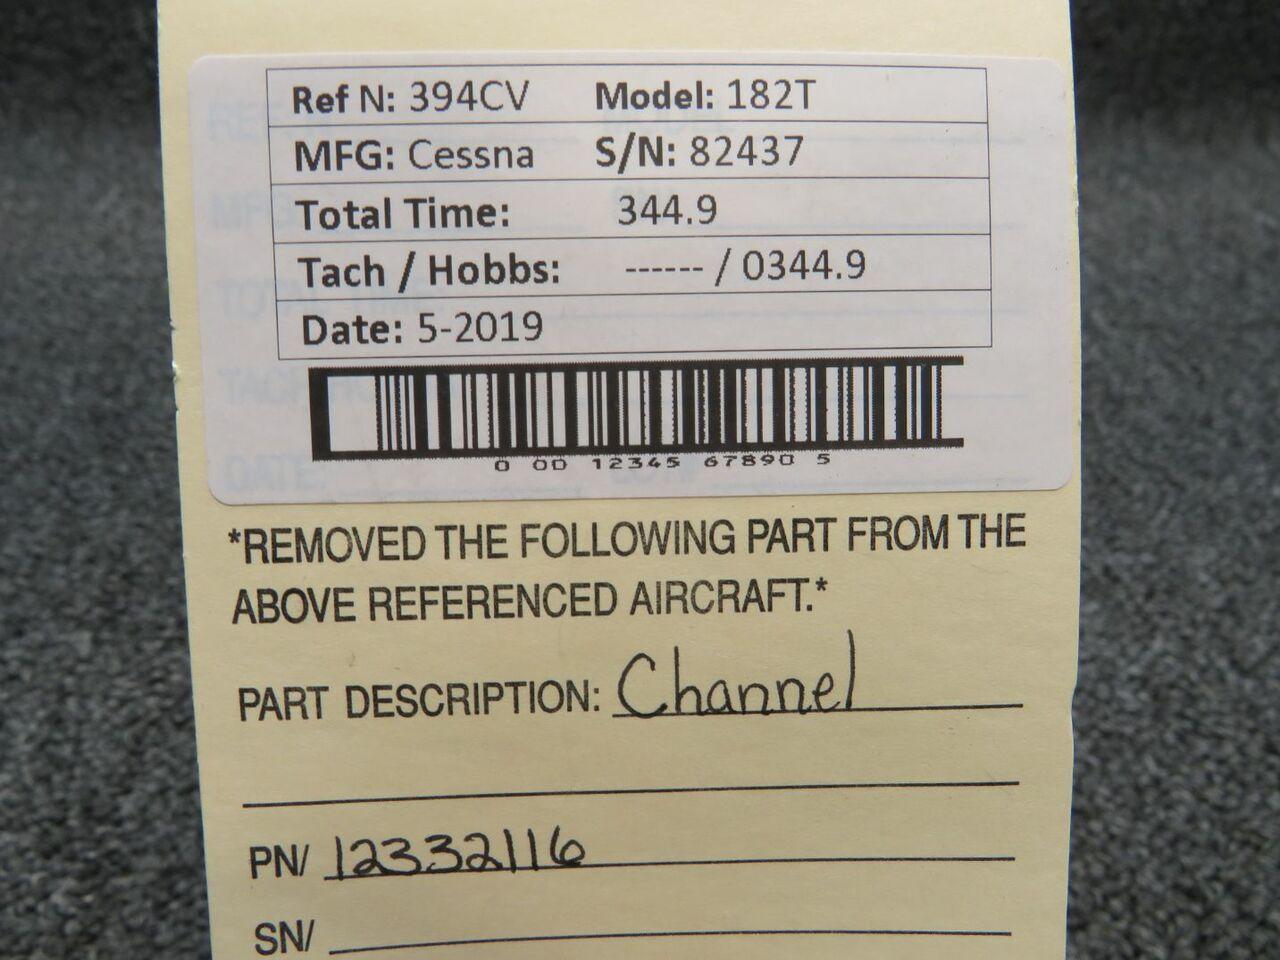 Ref N: 394CV Model: 182T
MFG: Cessna S/N: 82437
Total Time: 344.9
Tach / Hobbs: ------ / 0344.9
Date: 5-2019
0 00 12345 67890 5
*REMOVED THE FOLLOWING PART FROM THE
ABOVE REFERENCED AIRCRAFT.*
PART DESCRIPTION: Channel
PN/ 12332116
SN/